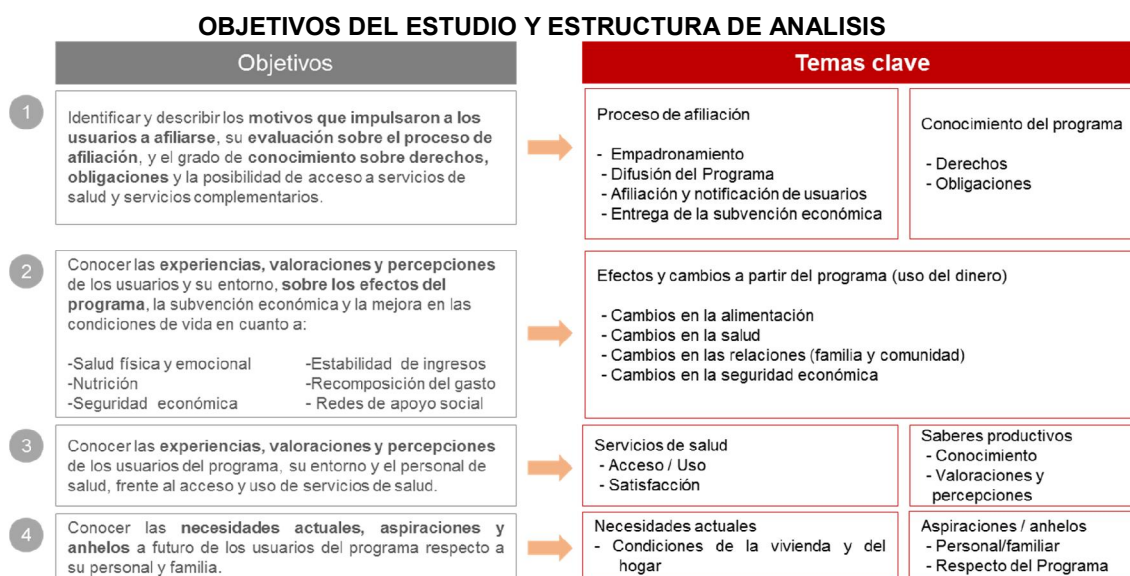 OBJETIVOS DEL ESTUDIO Y ESTRUCTURA DE ANALISIS
Objetivos
Temas clave
1
Identificar y describir los motivos que impulsaron a los
usuarios a afiliarse, su evaluación sobre el proceso de
afiliación, y el grado de conocimiento sobre derechos,
obligaciones y la posibilidad de acceso a servicios de
salud y servicios complementarios.
Proceso de afiliación
- Empadronamiento
- Difusión del Programa
- Afiliación y notificación de usuarios
- Entrega de la subvención económica
Conocimiento del programa
- Derechos
- Obligaciones
2
Conocer las experiencias, valoraciones y percepciones
de los usuarios y su entorno, sobre los efectos del
programa, la subvención económica y la mejora en las
condiciones de vida en cuanto a:
-Salud física y emocional
-Nutrición
-Seguridad económica
-Estabilidad de ingresos
-Recomposición del gasto
- Redes de apoyo social
Efectos y cambios a partir del programa (uso del dinero)
- Cambios en la alimentación
- Cambios en la salud
- Cambios en las relaciones (familia y comunidad)
- Cambios en la seguridad económica
3
Conocer las experiencias, valoraciones y percepciones
de los usuarios del programa, su entorno y el personal de
salud, frente al acceso y uso de servicios de salud.
Servicios de salud
- Acceso / Uso
- Satisfacción
Saberes productivos
- Conocimiento
- Valoraciones y
percepciones
4
Conocer las necesidades actuales, aspiraciones y
anhelos a futuro de los usuarios del programa respecto a
su personal y familia.
Necesidades actuales
- Condiciones de la vivienda y del
hogar
Aspiraciones / anhelos
- Personal/familiar
- Respecto del Programa